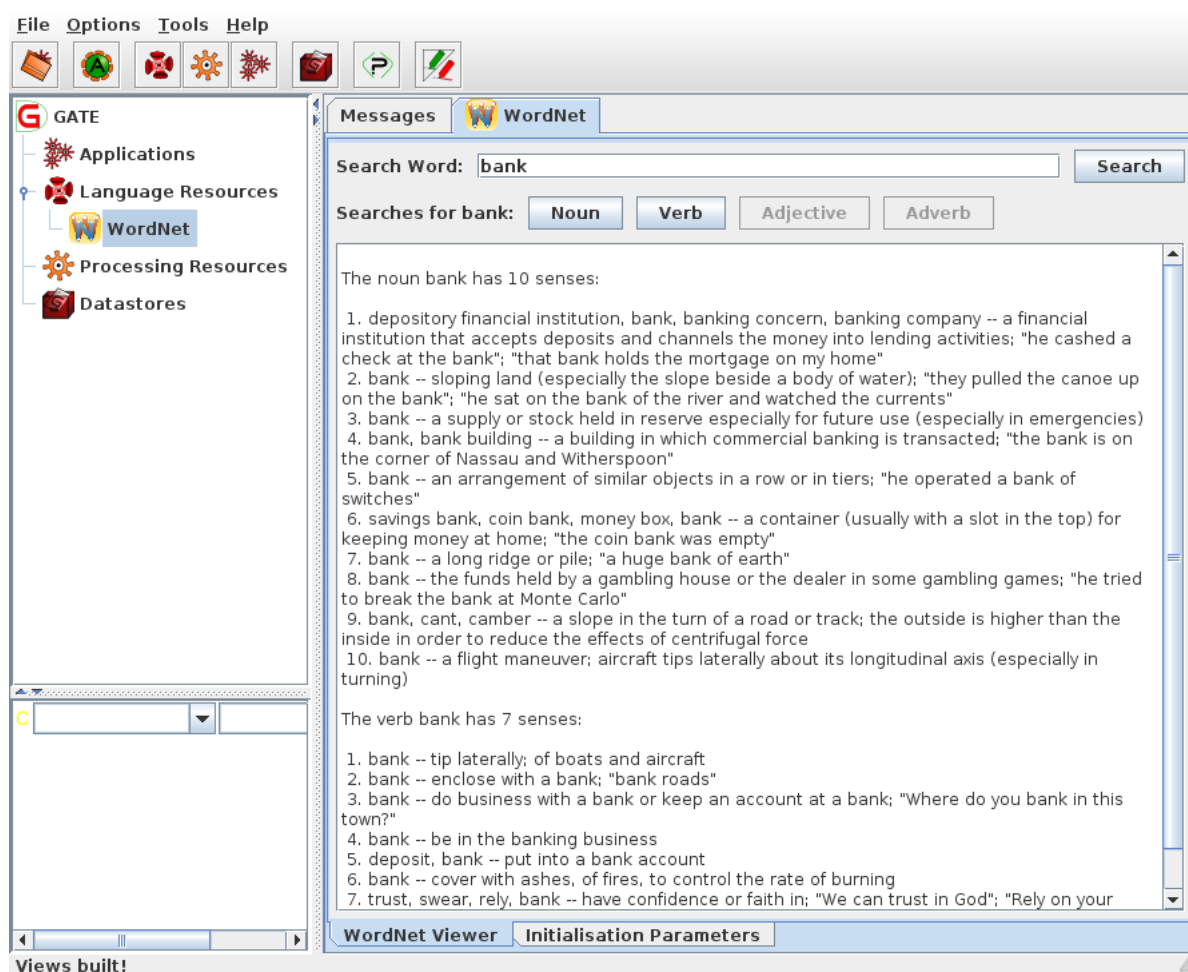 File Options Tools Help
GATE
Applications
Language Resources
WordNet
Processing Resources
Datastores
Messages WordNet
Search Word: bank Search
Searches for bank: Noun Verb Adjective Adverb
The noun bank has 10 senses:
1. depository financial institution, bank, banking concern, banking company -- a financial
institution that accepts deposits and channels the money into lending activities; "he cashed a
check at the bank"; "that bank holds the mortgage on my home"
2. bank -- sloping land (especially the slope beside a body of water); "they pulled the canoe up
on the bank"; "he sat on the bank of the river and watched the currents"
3. bank -- a supply or stock held in reserve especially for future use (especially in emergencies)
4. bank, bank building -- a building in which commercial banking is transacted; "the bank is on
the corner of Nassau and Witherspoon"
5. bank -- an arrangement of similar objects in a row or in tiers; "he operated a bank of
switches"
6. savings bank, coin bank, money box, bank -- a container (usually with a slot in the top) for
keeping money at home; "the coin bank was empty"
7. bank -- a long ridge or pile; "a huge bank of earth"
8. bank -- the funds held by a gambling house or the dealer in some gambling games; "he tried
to break the bank at Monte Carlo"
9. bank, cant, camber -- a slope in the turn of a road or track; the outside is higher than the
inside in order to reduce the effects of centrifugal force
10. bank -- a flight maneuver; aircraft tips laterally about its longitudinal axis (especially in
turning)
The verb bank has 7 senses:
1. bank -- tip laterally; of boats and aircraft
2. bank -- enclose with a bank; "bank roads"
3. bank -- do business with a bank or keep an account at a bank; "Where do you bank in this
town?"
4. bank -- be in the banking business
5. deposit, bank -- put into a bank account
6. bank -- cover with ashes, of fires, to control the rate of burning
7. trust, swear, rely, bank -- have confidence or faith in; "We can trust in God"; "Rely on your
C
WordNet Viewer Initialisation Parameters
Views built!